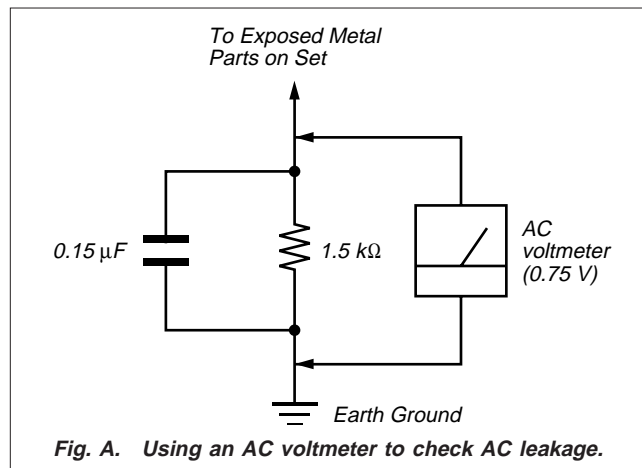 To Exposed Metal
Parts on Set
0.15 μF
1.5 kΩ
AC
voltmeter
(0.75 V)
Earth Ground
Fig. A. Using an AC voltmeter to check AC leakage.